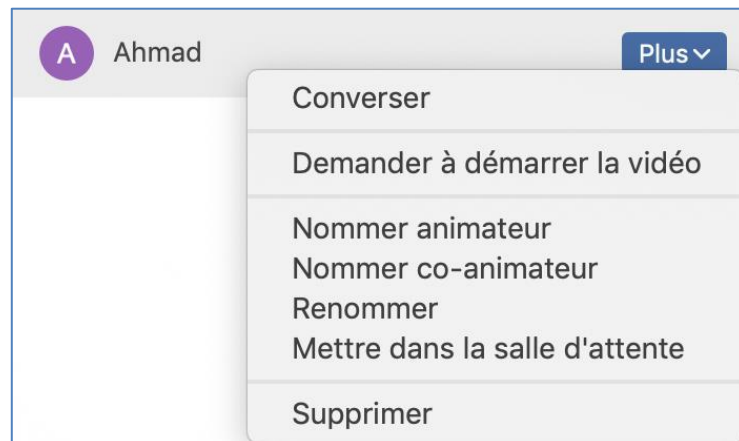 A Ahmad Plus
Converser
Demander à démarrer la vidéo
Nommer animateur
Nommer co-animateur
Renommer
Mettre dans la salle d'attente
Supprimer